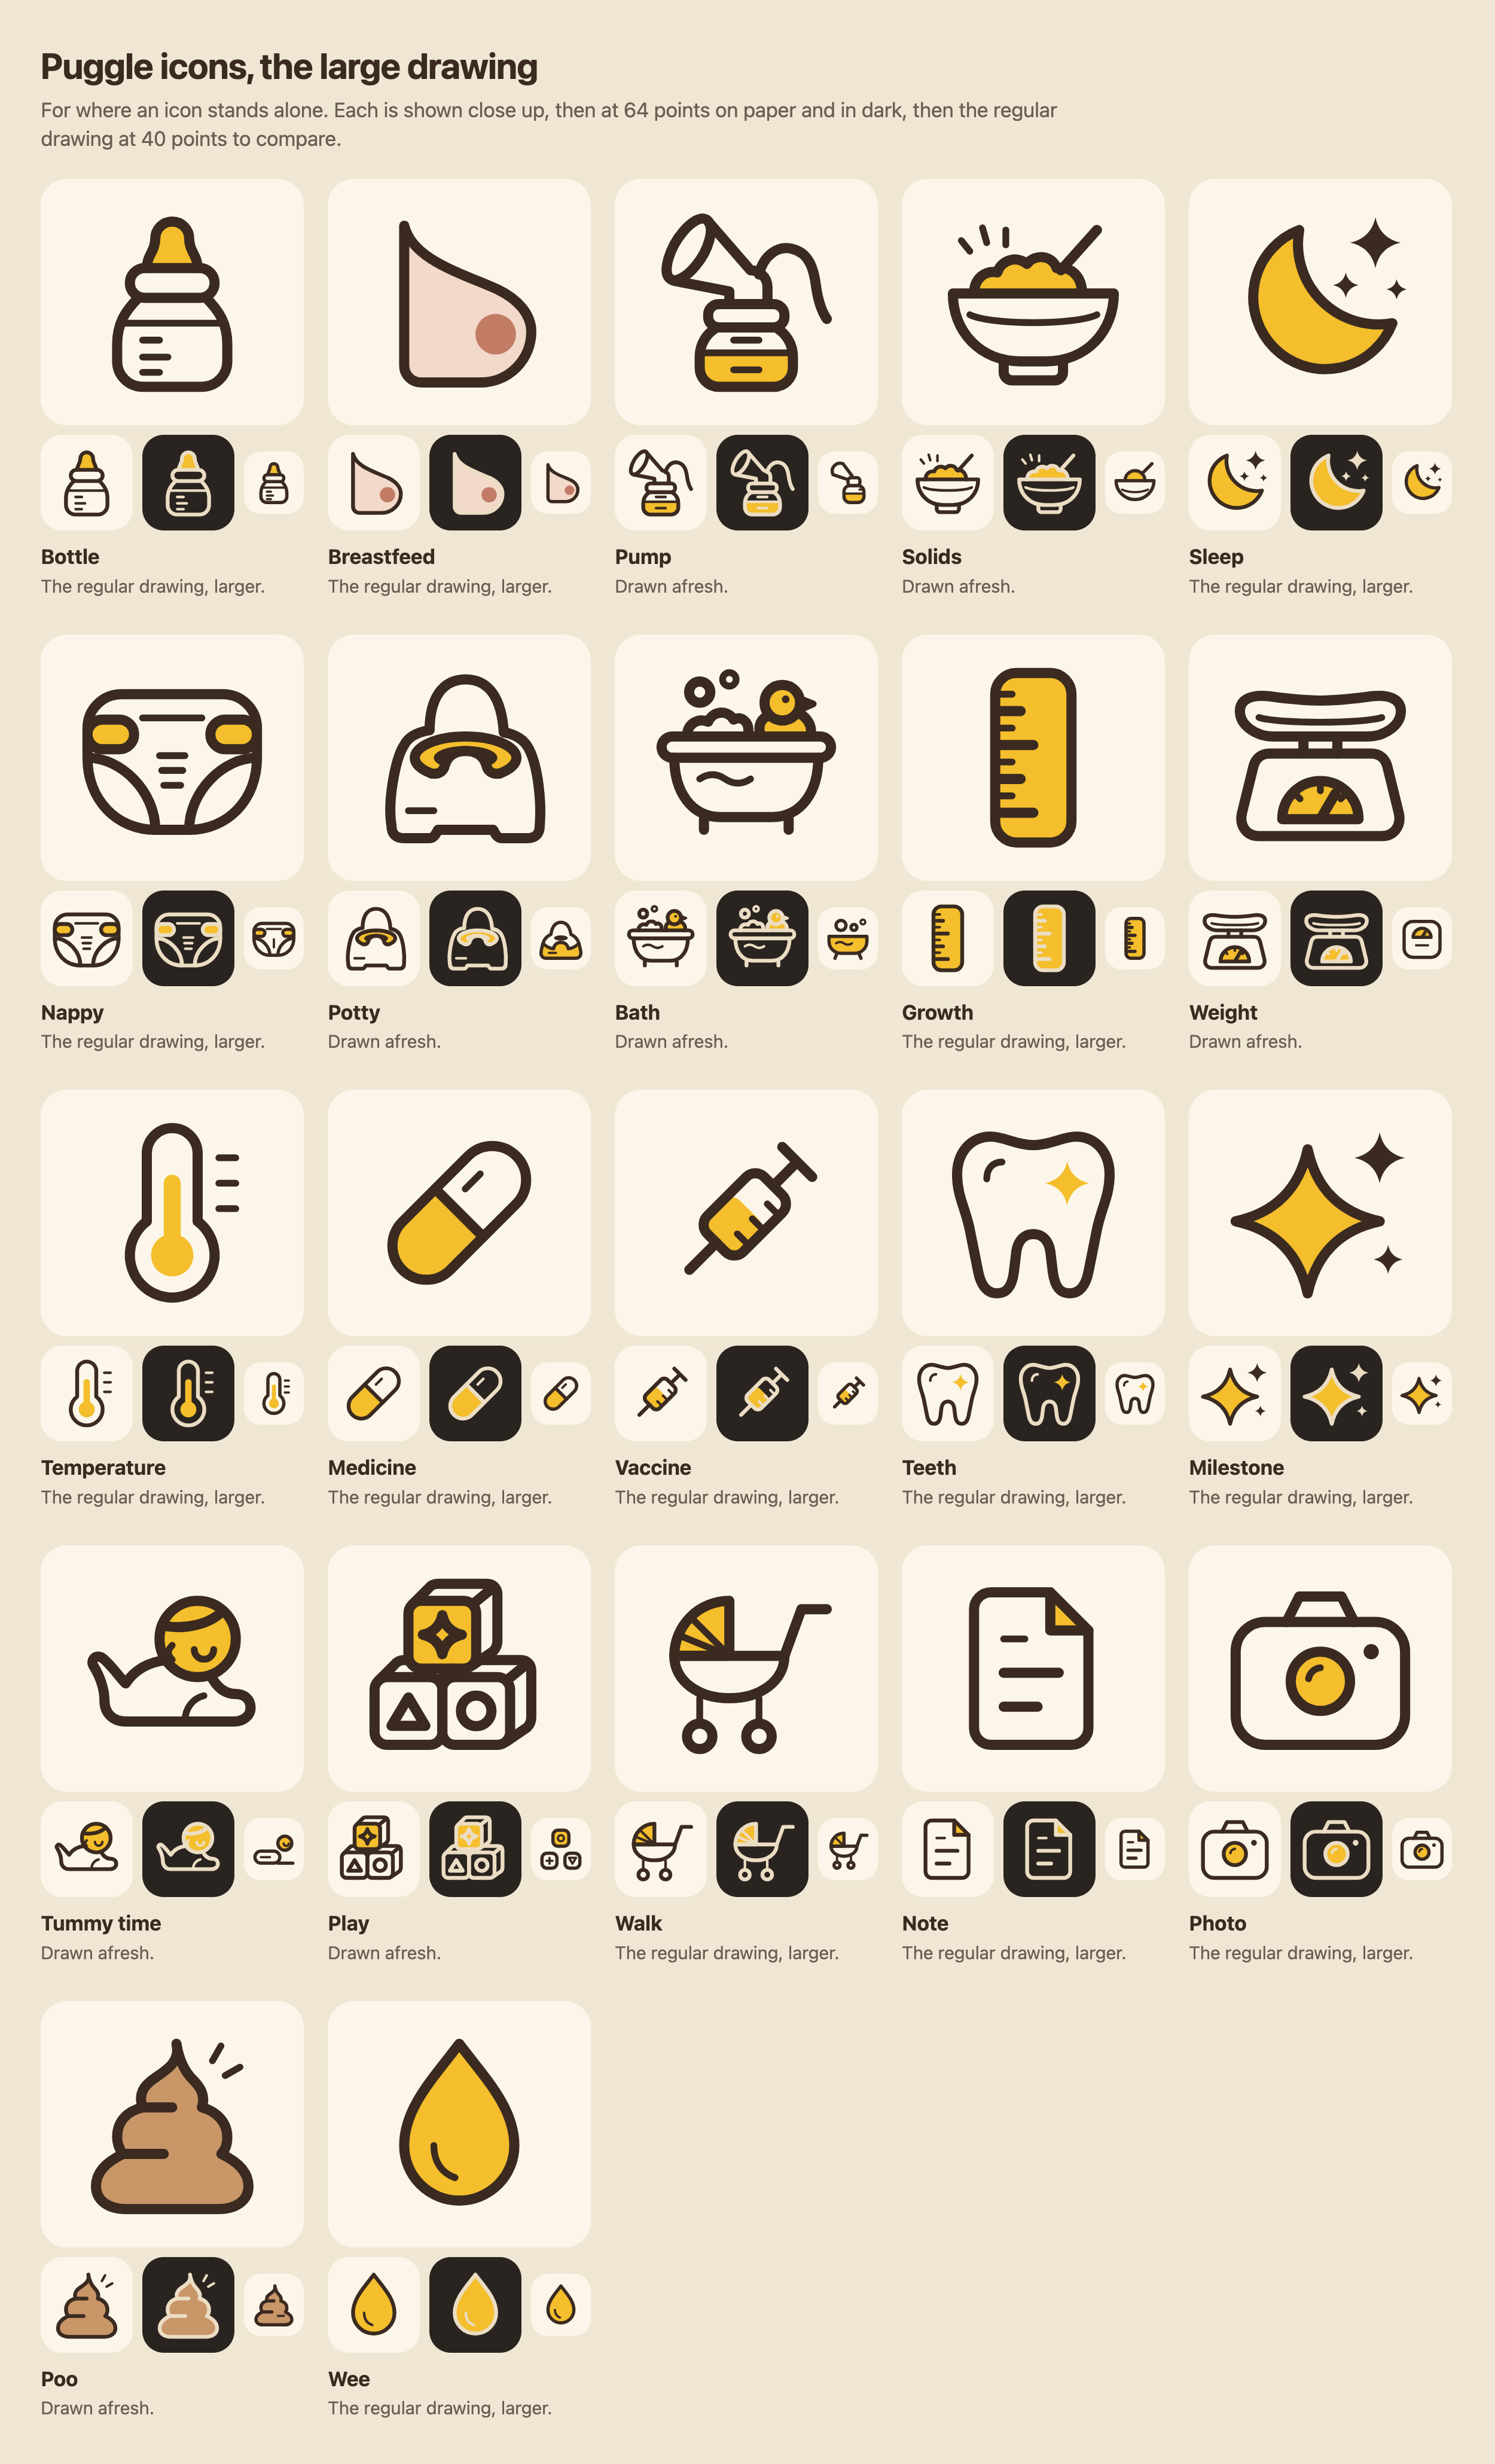 Puggle icons, the large drawing
For where an icon stands alone. Each is shown close up, then at 64 points on paper and in dark, then the regular
drawing at 40 points to compare.
Bottle
The regular drawing, larger.
Breastfeed
The regular drawing, larger.
Pump
Drawn afresh.
Solids
Drawn afresh.
Sleep
The regular drawing, larger.
Nappy
The regular drawing, larger.
Potty
Drawn afresh.
Bath
Drawn afresh.
Growth
The regular drawing, larger.
Weight
Drawn afresh.
Temperature
The regular drawing, larger.
Medicine
The regular drawing, larger.
Vaccine
The regular drawing, larger.
Teeth
The regular drawing, larger.
Milestone
The regular drawing, larger.
Tummy time
Drawn afresh.
Play
Drawn afresh.
Walk
The regular drawing, larger.
Note
The regular drawing, larger.
Photo
The regular drawing, larger.
Poo
Drawn afresh.
Wee
The regular drawing, larger.